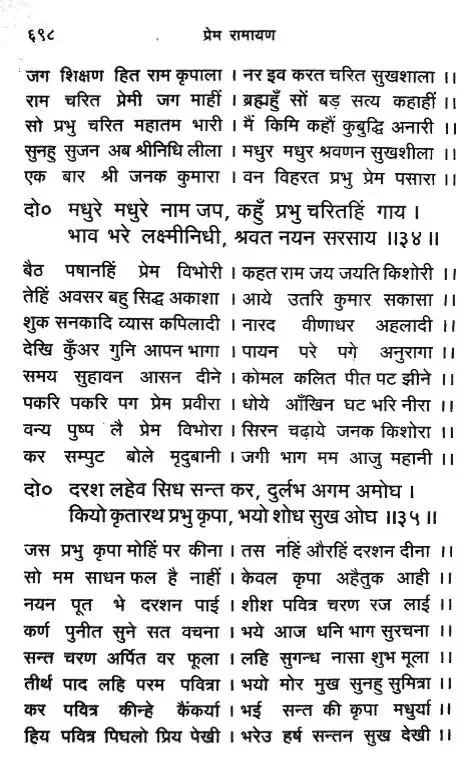 ६९८ प्रेम रामायण
जग शिक्षण हित राम कृपाला । नर इव करत चरित सुखशाला ।।
राम चरित प्रेमी जग माहीं । ब्रह्महुँ सों बड़ सत्य कहाहीं ।।
सो प्रभु चरित महातम भारी । मैं किमि कहौं कुबुद्धि अनारी ।।
सुनहु सुजन अब श्रीनिधि लीला । मधुर मधुर श्रवणन सुखशीला ।।
एक बार श्री जनक कुमारा । वन विहरत प्रभु प्रेम पसारा ।।
दो० मधुरे मधुरे नाम जप, कहुँ प्रभु चरितहिं गाय ।
भाव भरे लक्ष्मीनिधी, श्रवत नयन सरसाय ।।३४।।
बैठ पषानहिं प्रेम विभोरी । कहत राम जय जयति किशोरी ।।
तेहिं अवसर बहु सिद्ध अकाशा । आये उतरि कुमार सकासा ।।
शुक सनकादि व्यास कपिलादी । नारद वीणाधर अहलादी ।।
देखि कुँअर गुनि आपन भागा । पायन परे पगे अनुरागा ।।
समय सुहावन आसन दीने । कोमल कलित पीत पट झीने ।।
पकरि पकरि पग प्रेम प्रवीरा । धोये आँखिन घट भरि नीरा ।।
वन्य पुष्प लै प्रेम विभोरा । सिरन चढ़ाये जनक किशोरा ।।
कर सम्पुट बोले मृदुबानी । जगी भाग मम आजु महानी ।।
दो० दरश लहेव सिध सन्त कर, दुर्लभ अगम अमोघ ।
कियो कृतारथ प्रभु कृपा, भयो शोध सुख ओघ ।।३५।।
जस प्रभु कृपा मोहिं पर कीना । तस नहिं औरहिं दरशन दीना ।।
सो मम साधन फल है नाहीं । केवल कृपा अहैतुक आही ।।
नयन पूत भे दरशन पाई । शीश पवित्र चरण रज लाई ।।
कर्ण पुनीत सुने सत वचना । भये आज धनि भाग सुरचना ।।
सन्त चरण अर्पित वर फूला । लहि सुगन्ध नासा शुभ मूला ।।
तीर्थ पाद लहि परम पवित्रा । भयो मोर मुख सुनहु सुमित्रा ।।
कर पवित्र कीन्हे कैंकर्या । भई सन्त की कृपा मधुर्या ।।
हिय पवित्र पिघलो प्रिय पेखी । भरेउ हर्ष सन्तन सुख देखी ।।